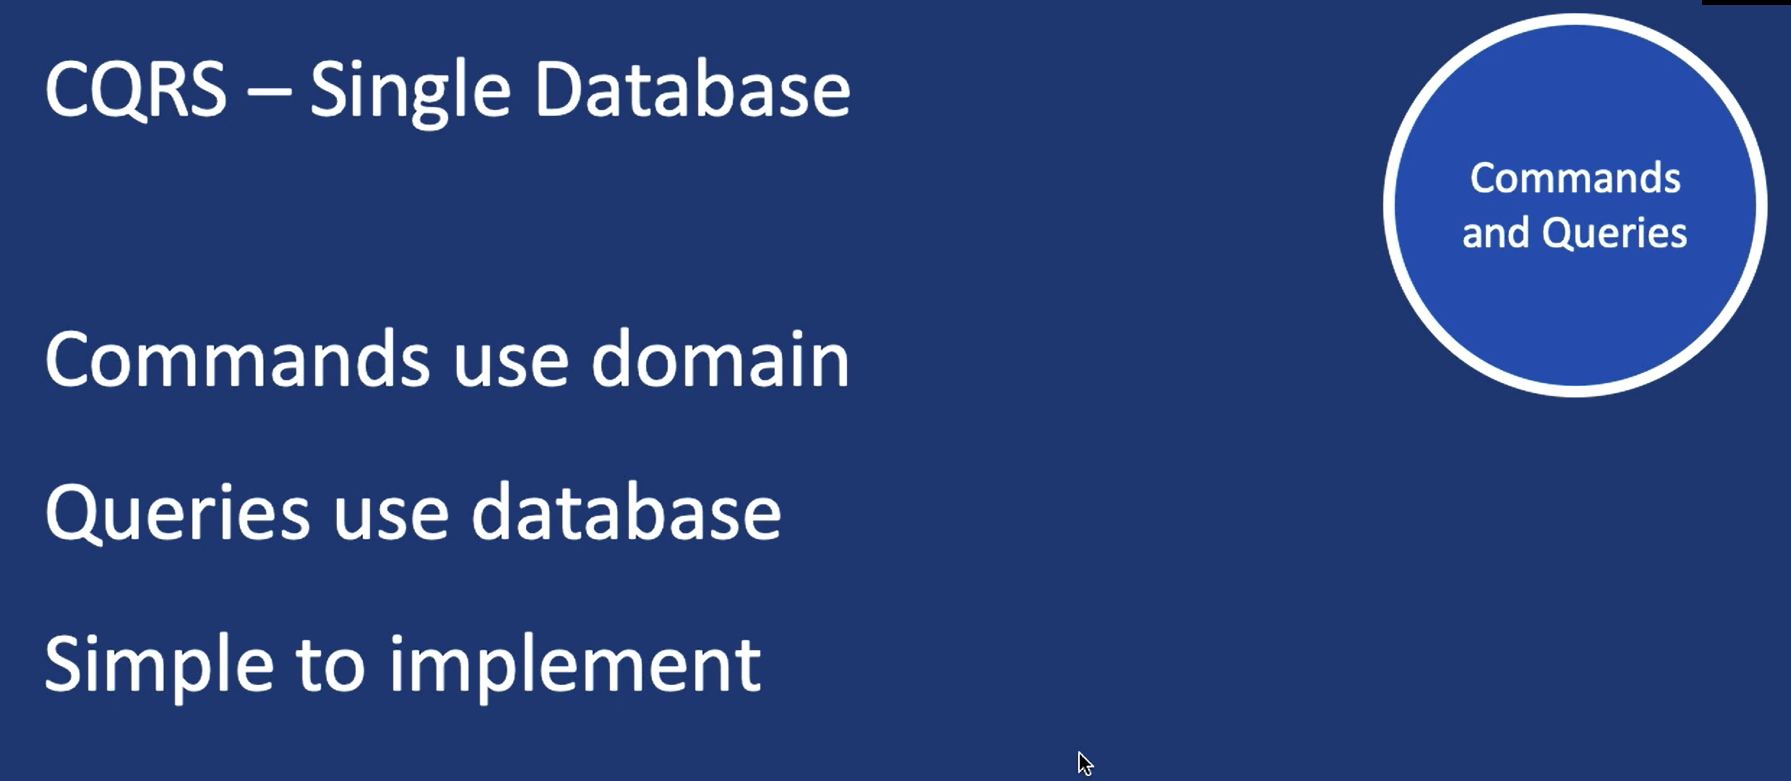 CQRS – Single Database
Commands
and Queries
Commands use domain
Queries use database
Simple to implement